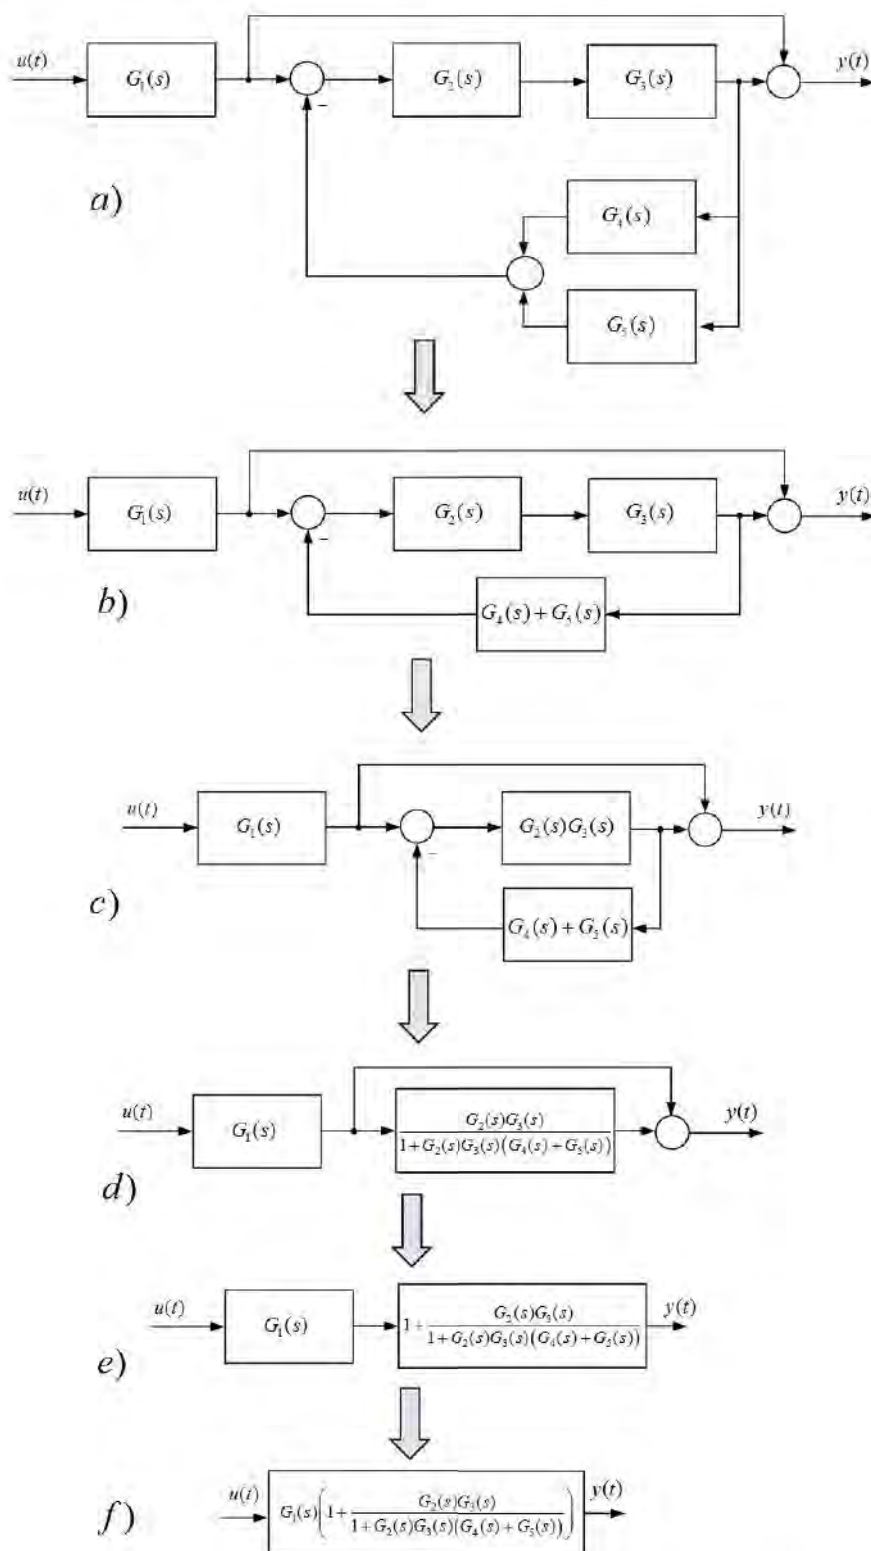 u(t) G₁(s) G₂(s) G₃(s) y(t)
−
a)
G₄(s)
G₅(s)
u(t) G₁(s) G₂(s) G₃(s) y(t)
−
b)
G₄(s)+G₅(s)
u(t) G₁(s) G₂(s)G₃(s) y(t)
−
c)
G₄(s)+G₅(s)
u(t) G₁(s) G₂(s)G₃(s) / 1+G₂(s)G₃(s)(G₄(s)+G₅(s)) y(t)
d)
u(t) G₁(s) 1+ G₂(s)G₃(s) / 1+G₂(s)G₃(s)(G₄(s)+G₅(s)) y(t)
e)
u(t) G₁(s)(1+ G₂(s)G₃(s) / 1+G₂(s)G₃(s)(G₄(s)+G₅(s))) y(t)
f)